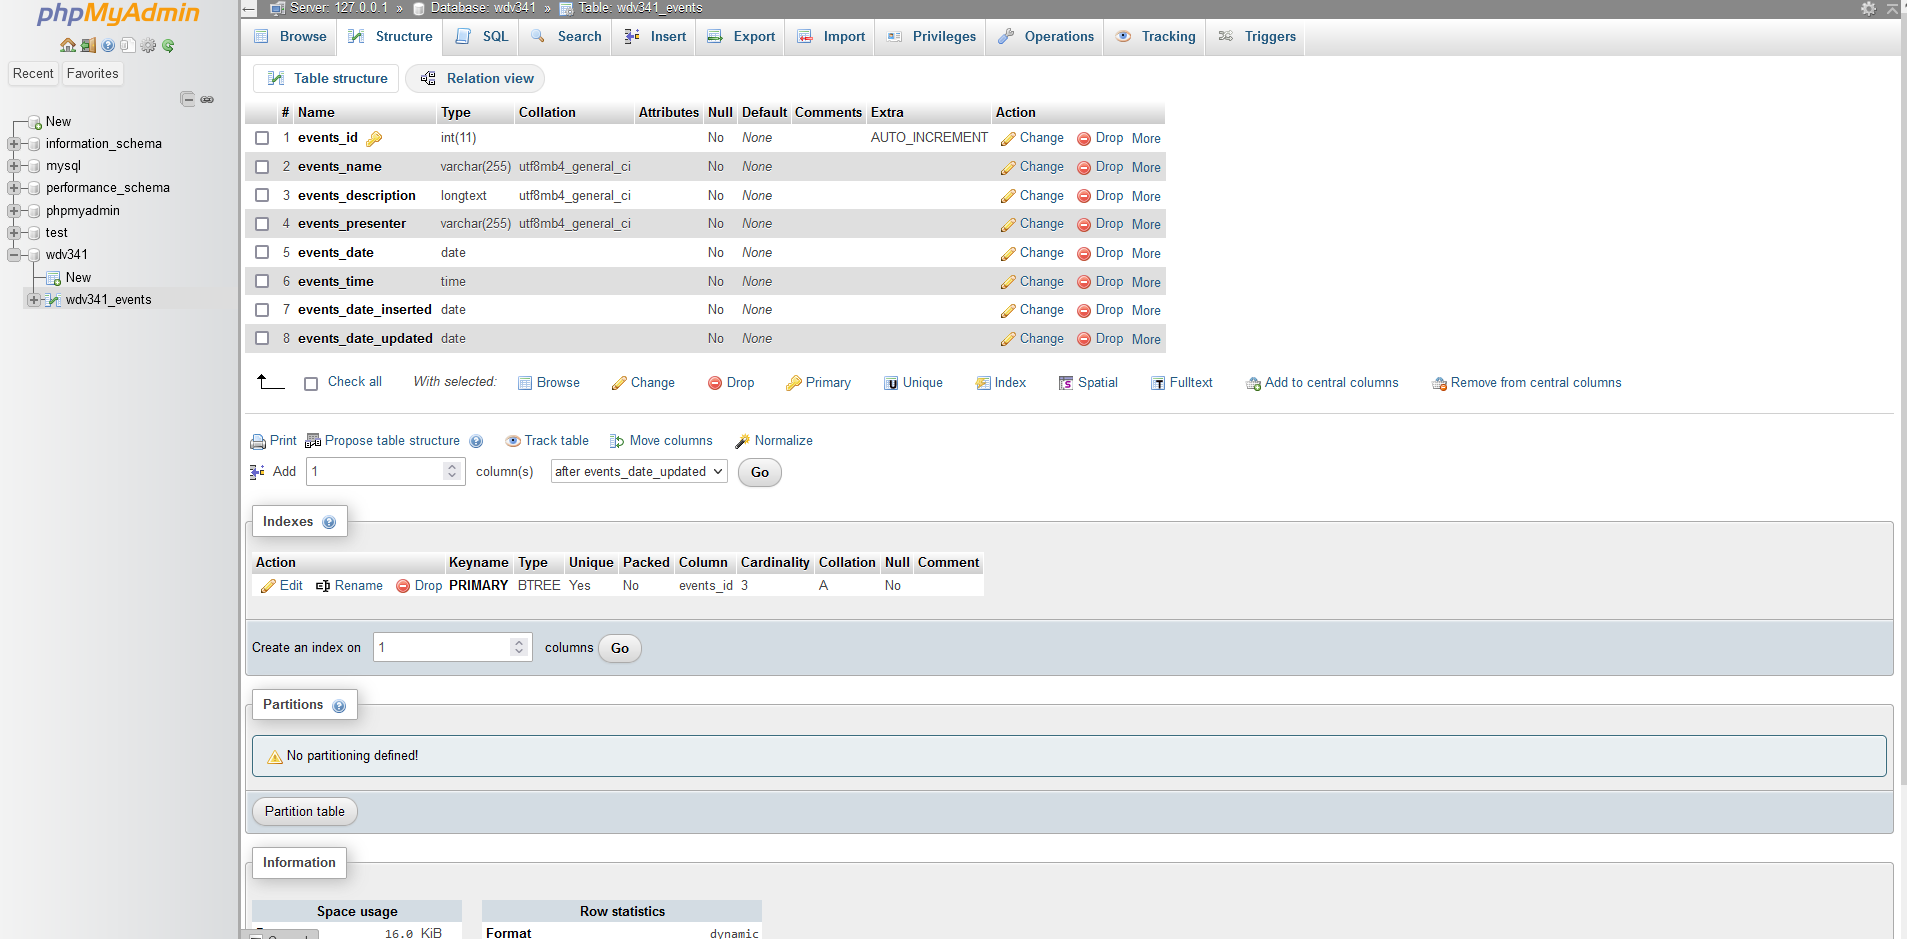 phpMyAdmin
Recent Favorites
New
information_schema
mysql
performance_schema
phpmyadmin
test
wdv341
New
wdv341_events
Server: 127.0.0.1 » Database: wdv341 » Table: wdv341_events
Browse Structure SQL Search Insert Export Import Privileges Operations Tracking Triggers
Table structure Relation view
# Name Type Collation Attributes Null Default Comments Extra Action
1 events_id int(11) No None AUTO_INCREMENT Change Drop More
2 events_name varchar(255) utf8mb4_general_ci No None Change Drop More
3 events_description longtext utf8mb4_general_ci No None Change Drop More
4 events_presenter varchar(255) utf8mb4_general_ci No None Change Drop More
5 events_date date No None Change Drop More
6 events_time time No None Change Drop More
7 events_date_inserted date No None Change Drop More
8 events_date_updated date No None Change Drop More
Check all With selected: Browse Change Drop Primary Unique Index Spatial Fulltext Add to central columns Remove from central columns
Print Propose table structure Track table Move columns Normalize
Add 1 column(s) after events_date_updated Go
Indexes
Action Keyname Type Unique Packed Column Cardinality Collation Null Comment
Edit Rename Drop PRIMARY BTREE Yes No events_id 3 A No
Create an index on 1 columns Go
Partitions
No partitioning defined!
Partition table
Information
Space usage Row statistics
16.0 KiB Format dynamic